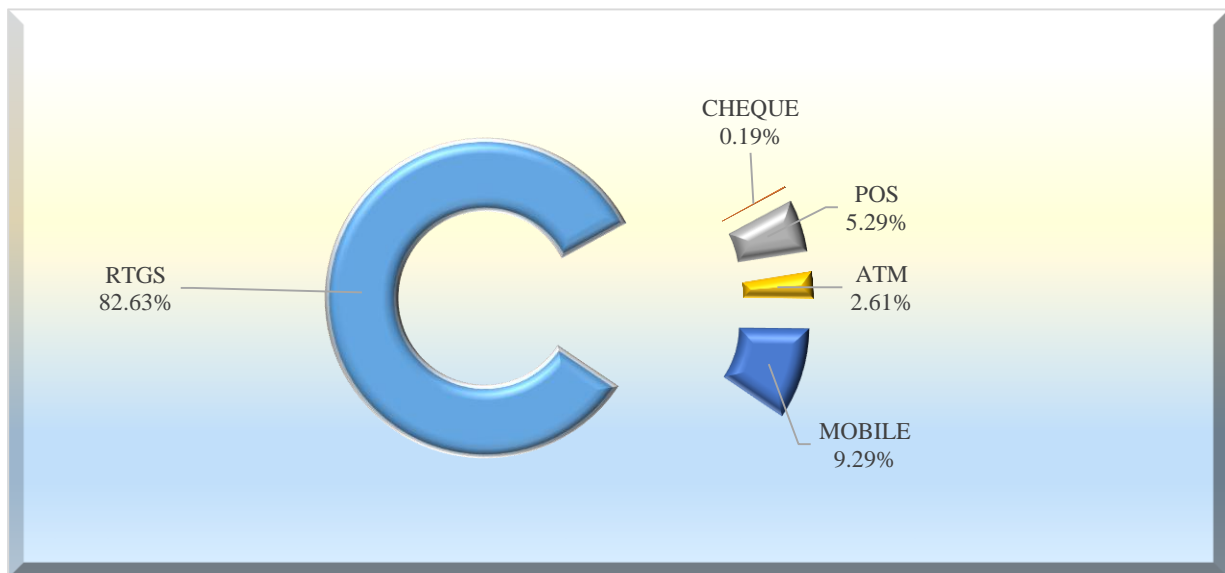 CHEQUE
0.19%
POS
5.29%
RTGS
82.63%
ATM
2.61%
MOBILE
9.29%